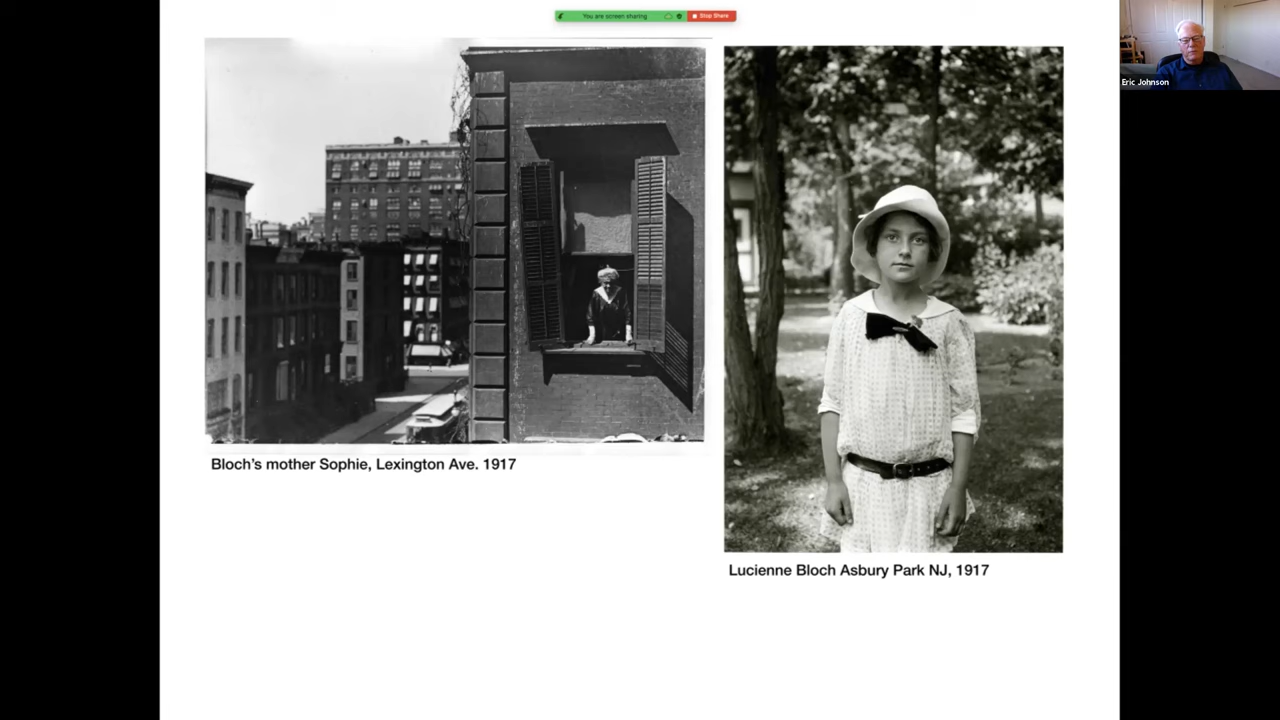 You are screen sharing
Stop Share
Eric Johnson
Bloch's mother Sophie, Lexington Ave. 1917
Lucienne Bloch Asbury Park NJ, 1917